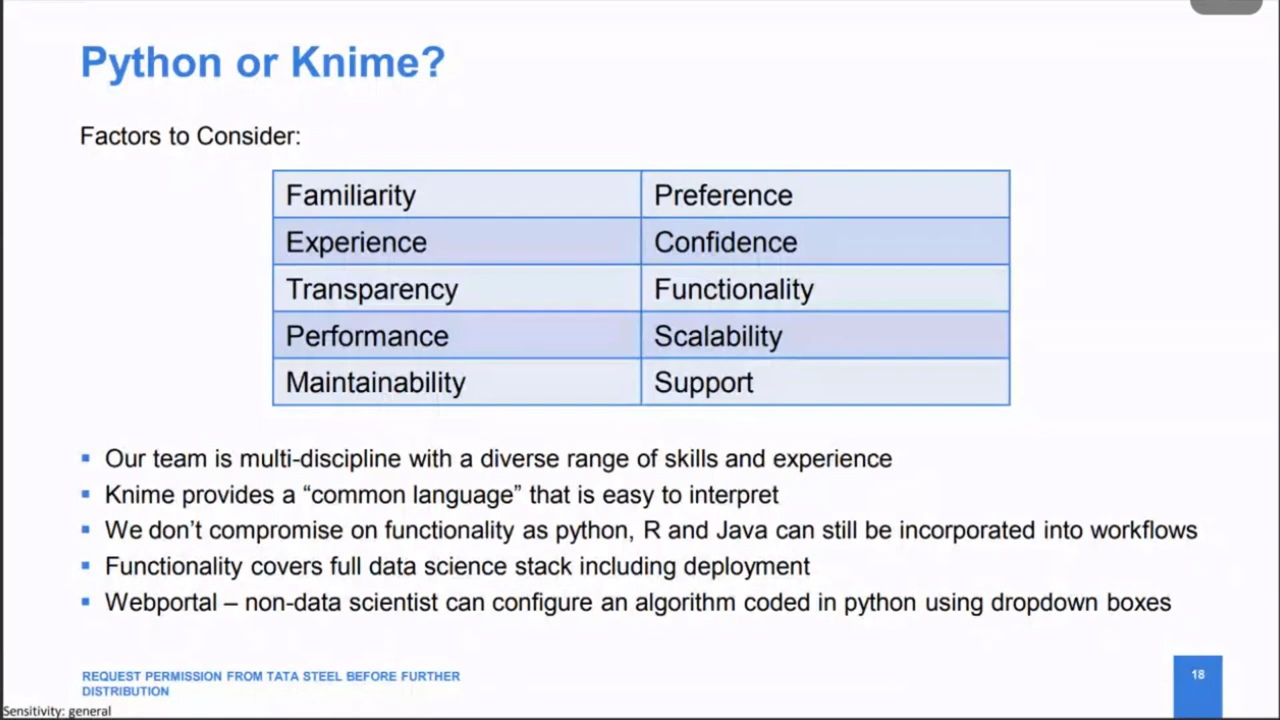 Python or Knime?
Factors to Consider:
Familiarity Preference
Experience Confidence
Transparency Functionality
Performance Scalability
Maintainability Support
▪ Our team is multi-discipline with a diverse range of skills and experience
▪ Knime provides a “common language” that is easy to interpret
▪ We don’t compromise on functionality as python, R and Java can still be incorporated into workflows
▪ Functionality covers full data science stack including deployment
▪ Webportal – non-data scientist can configure an algorithm coded in python using dropdown boxes
REQUEST PERMISSION FROM TATA STEEL BEFORE FURTHER
DISTRIBUTION
18
Sensitivity: general